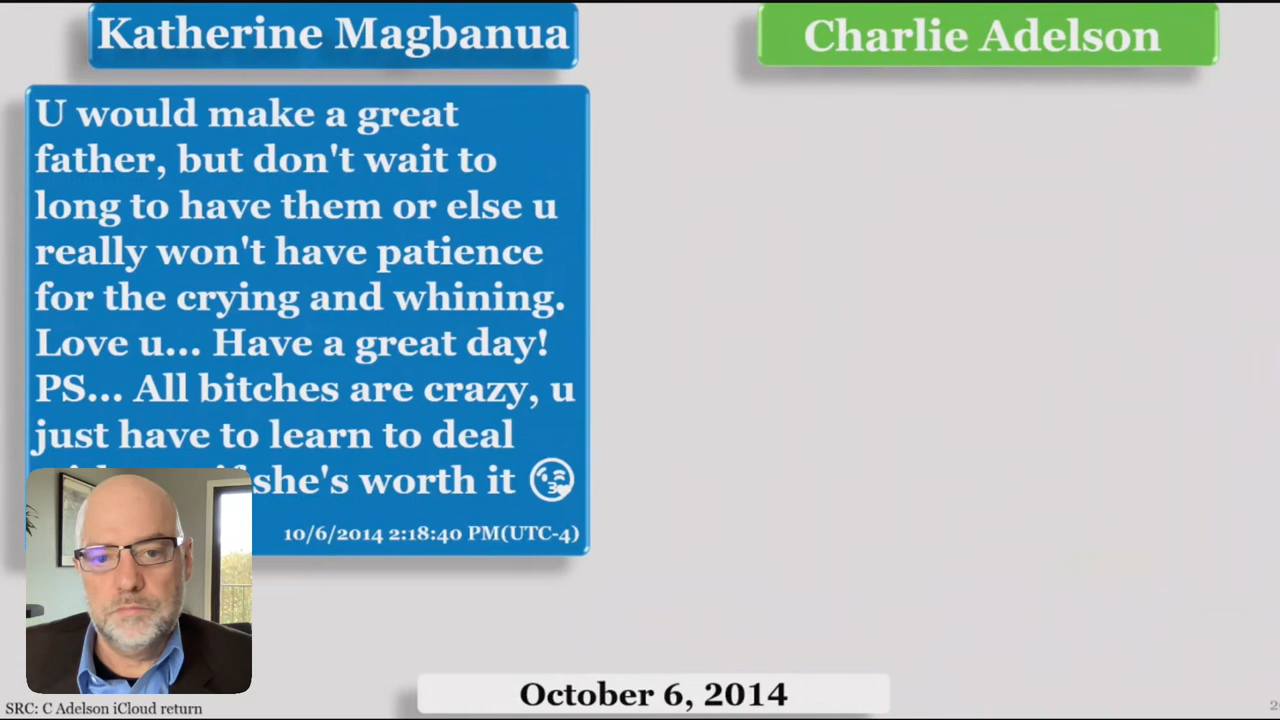 Katherine Magbanua
Charlie Adelson
U would make a great
father, but don't wait to
long to have them or else u
really won't have patience
for the crying and whining.
Love u... Have a great day!
PS... All bitches are crazy, u
just have to learn to deal
she's worth it 😘
10/6/2014 2:18:40 PM(UTC-4)
October 6, 2014
SRC: C Adelson iCloud return
2